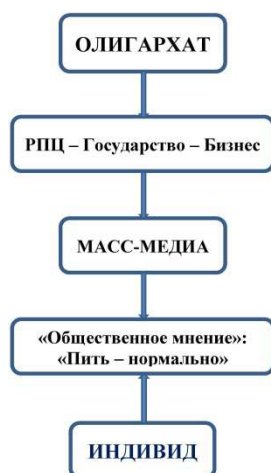 ОЛИГАРХАТ
РПЦ – Государство – Бизнес
МАСС-МЕДИА
«Общественное мнение»:
«Пить – нормально»
ИНДИВИД